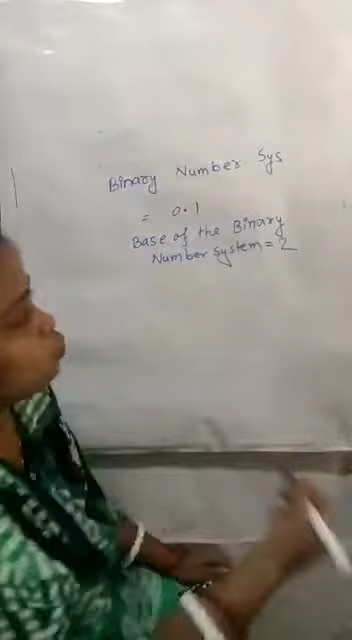 Binary Number Sys
= 0.1
Base of the Binary
Number System = 2